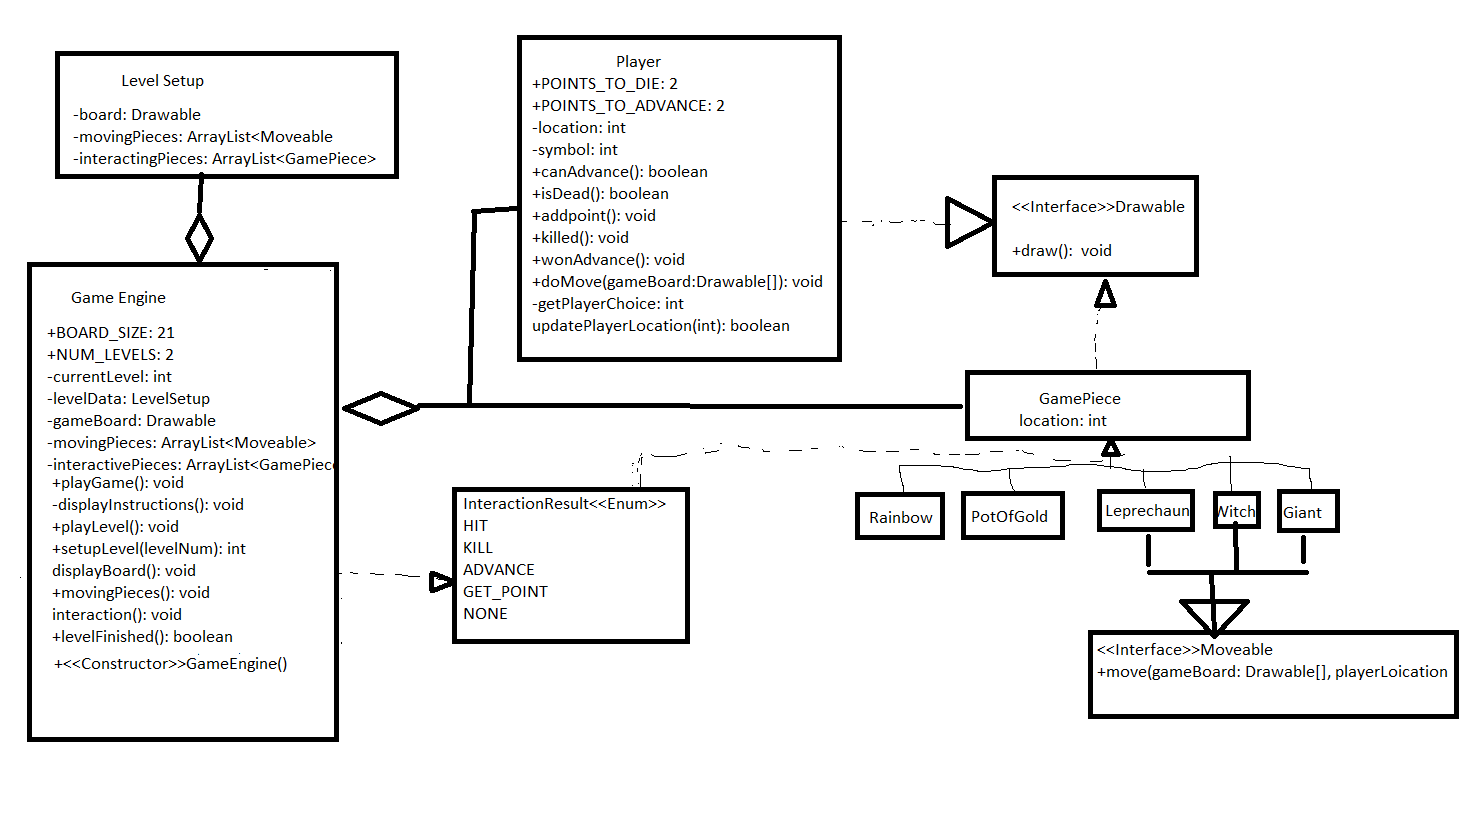 Level Setup
-board: Drawable
-movingPieces: ArrayList<Moveable
-interactingPieces: ArrayList<GamePiece>
Player
+POINTS_TO_DIE: 2
+POINTS_TO_ADVANCE: 2
-location: int
-symbol: int
+canAdvance(): boolean
+isDead(): boolean
+addpoint(): void
+killed(): void
+wonAdvance(): void
+doMove(gameBoard:Drawable[]): void
-getPlayerChoice: int
updatePlayerLocation(int): boolean
<<Interface>>Drawable
+draw(): void
Game Engine
+BOARD_SIZE: 21
+NUM_LEVELS: 2
-currentLevel: int
-levelData: LevelSetup
-gameBoard: Drawable
-movingPieces: ArrayList<Moveable>
-interactivePieces: ArrayList<GamePiece
+playGame(): void
-displayInstructions(): void
+playLevel(): void
+setupLevel(levelNum): int
displayBoard(): void
+movingPieces(): void
interaction(): void
+levelFinished(): boolean
+<<Constructor>>GameEngine()
GamePiece
location: int
InteractionResult<<Enum>>
HIT
KILL
ADVANCE
GET_POINT
NONE
Rainbow
PotOfGold
Leprechaun
Witch
Giant
<<Interface>>Moveable
+move(gameBoard: Drawable[], playerLoication